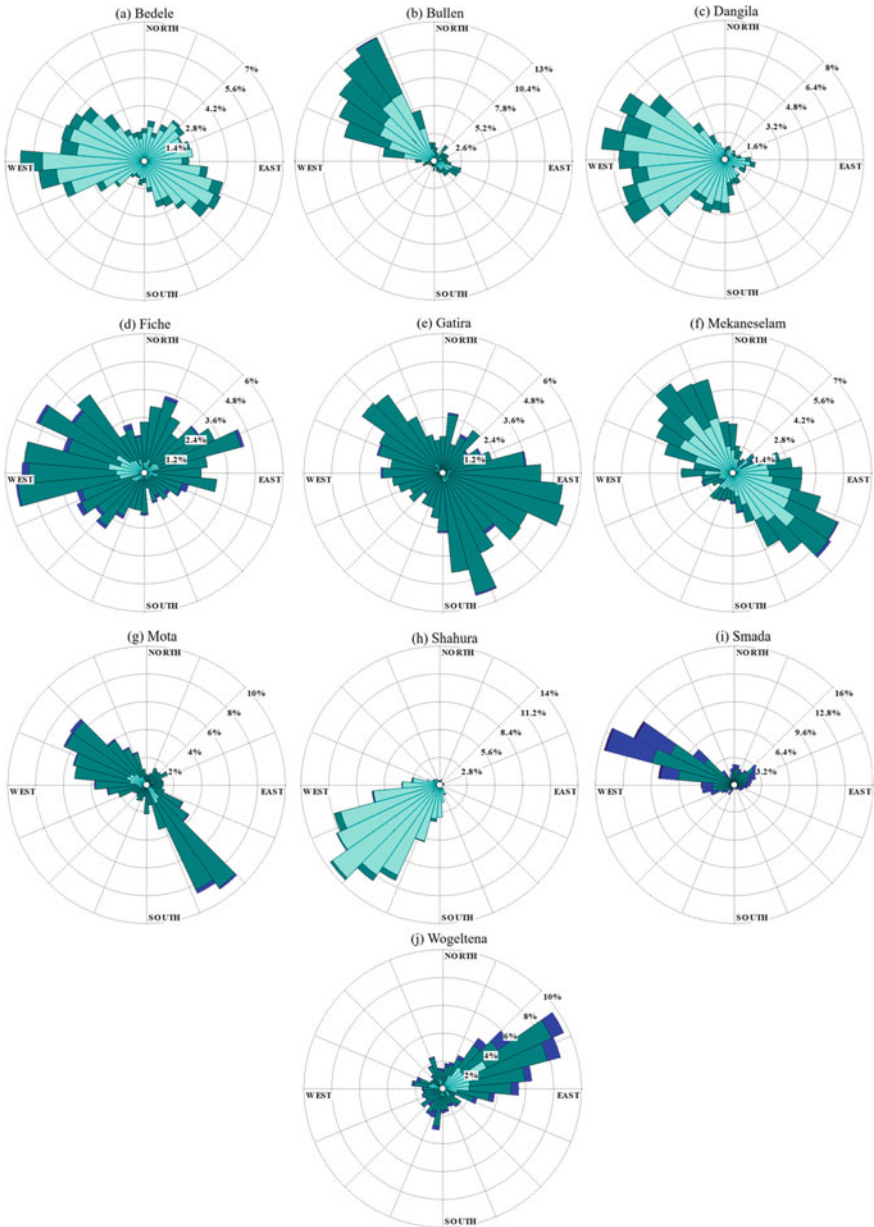 (a) Bedele
NORTH
7%
5.6%
4.2%
2.8%
1.4%
WEST
EAST
SOUTH
(b) Bullen
NORTH
13%
10.4%
7.8%
5.2%
2.6%
WEST
EAST
SOUTH
(c) Dangila
NORTH
8%
6.4%
4.8%
3.2%
1.6%
WEST
EAST
SOUTH
(d) Fiche
NORTH
6%
4.8%
3.6%
2.4%
1.2%
WEST
EAST
SOUTH
(e) Gatira
NORTH
6%
4.8%
3.6%
2.4%
1.2%
WEST
EAST
SOUTH
(f) Mekaneselam
NORTH
7%
5.6%
4.2%
2.8%
1.4%
WEST
EAST
SOUTH
(g) Mota
NORTH
10%
8%
6%
4%
2%
WEST
EAST
SOUTH
(h) Shahura
NORTH
14%
11.2%
8.4%
5.6%
2.8%
WEST
EAST
SOUTH
(i) Smada
NORTH
16%
12.8%
9.6%
6.4%
3.2%
WEST
EAST
SOUTH
(j) Wogeltena
NORTH
10%
8%
6%
4%
2%
WEST
EAST
SOUTH